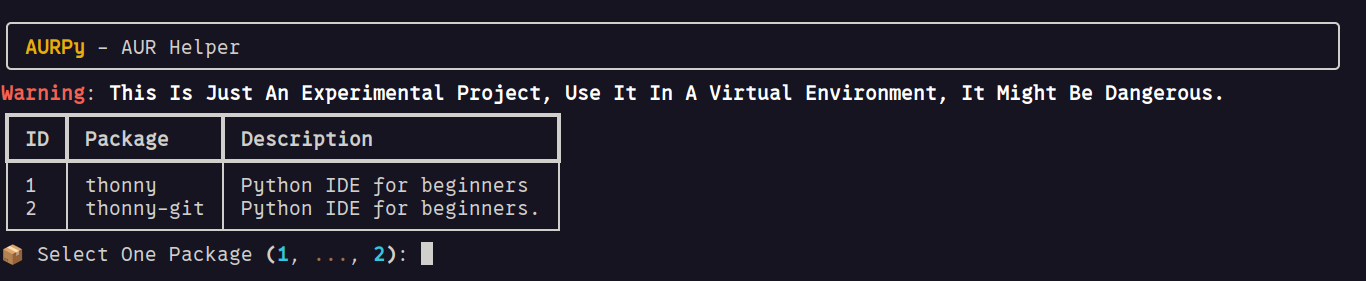 AURPy - AUR Helper
Warning: This Is Just An Experimental Project, Use It In A Virtual Environment, It Might Be Dangerous.
ID Package Description
1 thonny Python IDE for beginners
2 thonny-git Python IDE for beginners.
📦 Select One Package (1, ..., 2):